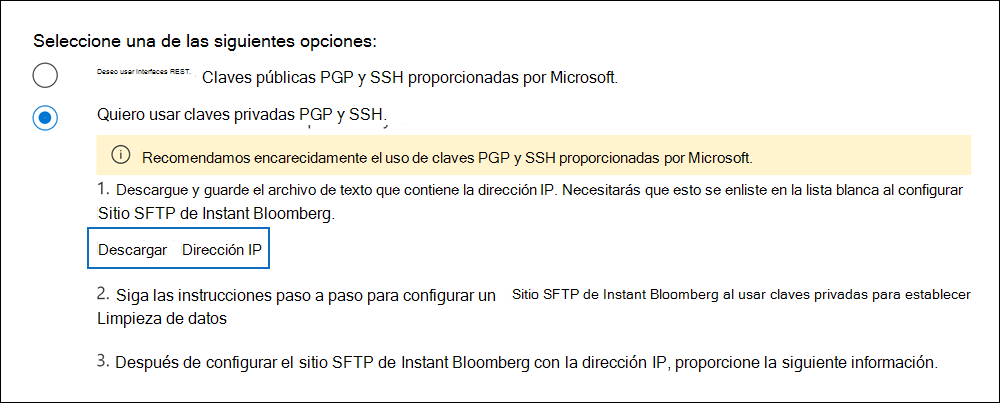 Seleccione una de las siguientes opciones:
Deseo usar interfaces REST. Claves públicas PGP y SSH proporcionadas por Microsoft.
Quiero usar claves privadas PGP y SSH.
Recomendamos encarecidamente el uso de claves PGP y SSH proporcionadas por Microsoft.
1. Descargue y guarde el archivo de texto que contiene la dirección IP. Necesitarás que esto se enliste en la lista blanca al configurar
Sitio SFTP de Instant Bloomberg.
Descargar Dirección IP
2. Siga las instrucciones paso a paso para configurar un Sitio SFTP de Instant Bloomberg al usar claves privadas para establecer
Limpieza de datos
3. Después de configurar el sitio SFTP de Instant Bloomberg con la dirección IP, proporcione la siguiente información.